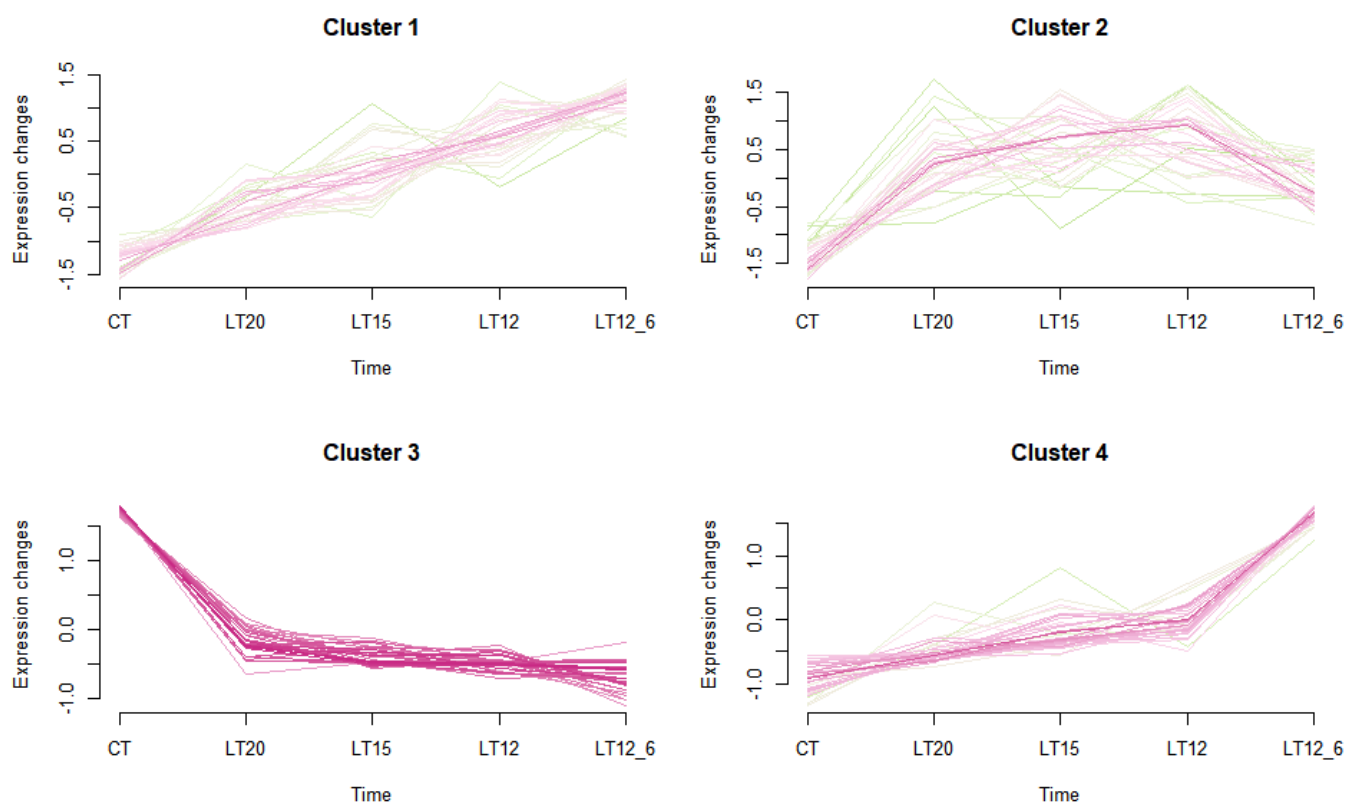 Cluster 1
Expression changes
1.5
0.5
-0.5
-1.5
CT LT20 LT15 LT12 LT12_6
Time
Cluster 2
Expression changes
1.5
0.5
-0.5
-1.5
CT LT20 LT15 LT12 LT12_6
Time
Cluster 3
Expression changes
1.0
0.0
-1.0
CT LT20 LT15 LT12 LT12_6
Time
Cluster 4
Expression changes
1.0
0.0
-1.0
CT LT20 LT15 LT12 LT12_6
Time